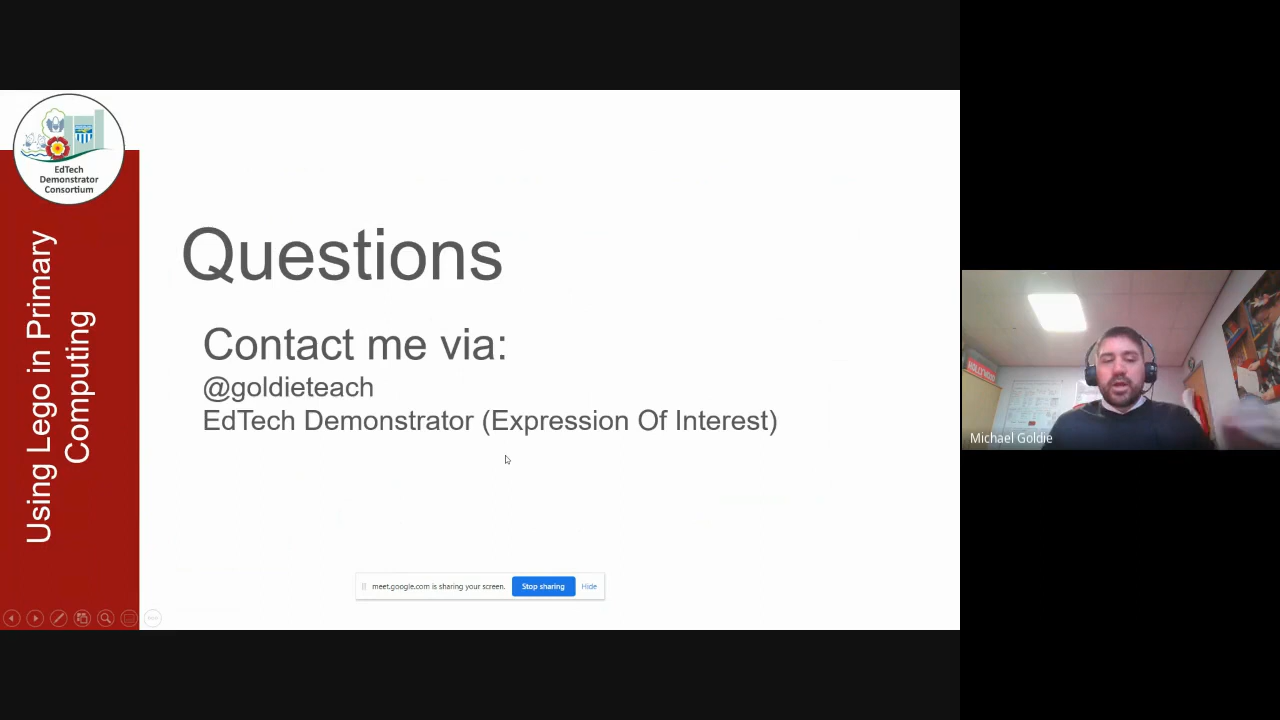 EdTech
Demonstrator
Consortium
Using Lego in Primary
Computing
Questions
Contact me via:
@goldieteach
EdTech Demonstrator (Expression Of Interest)
meet.google.com is sharing your screen.
Stop sharing
Hide
Michael Goldie